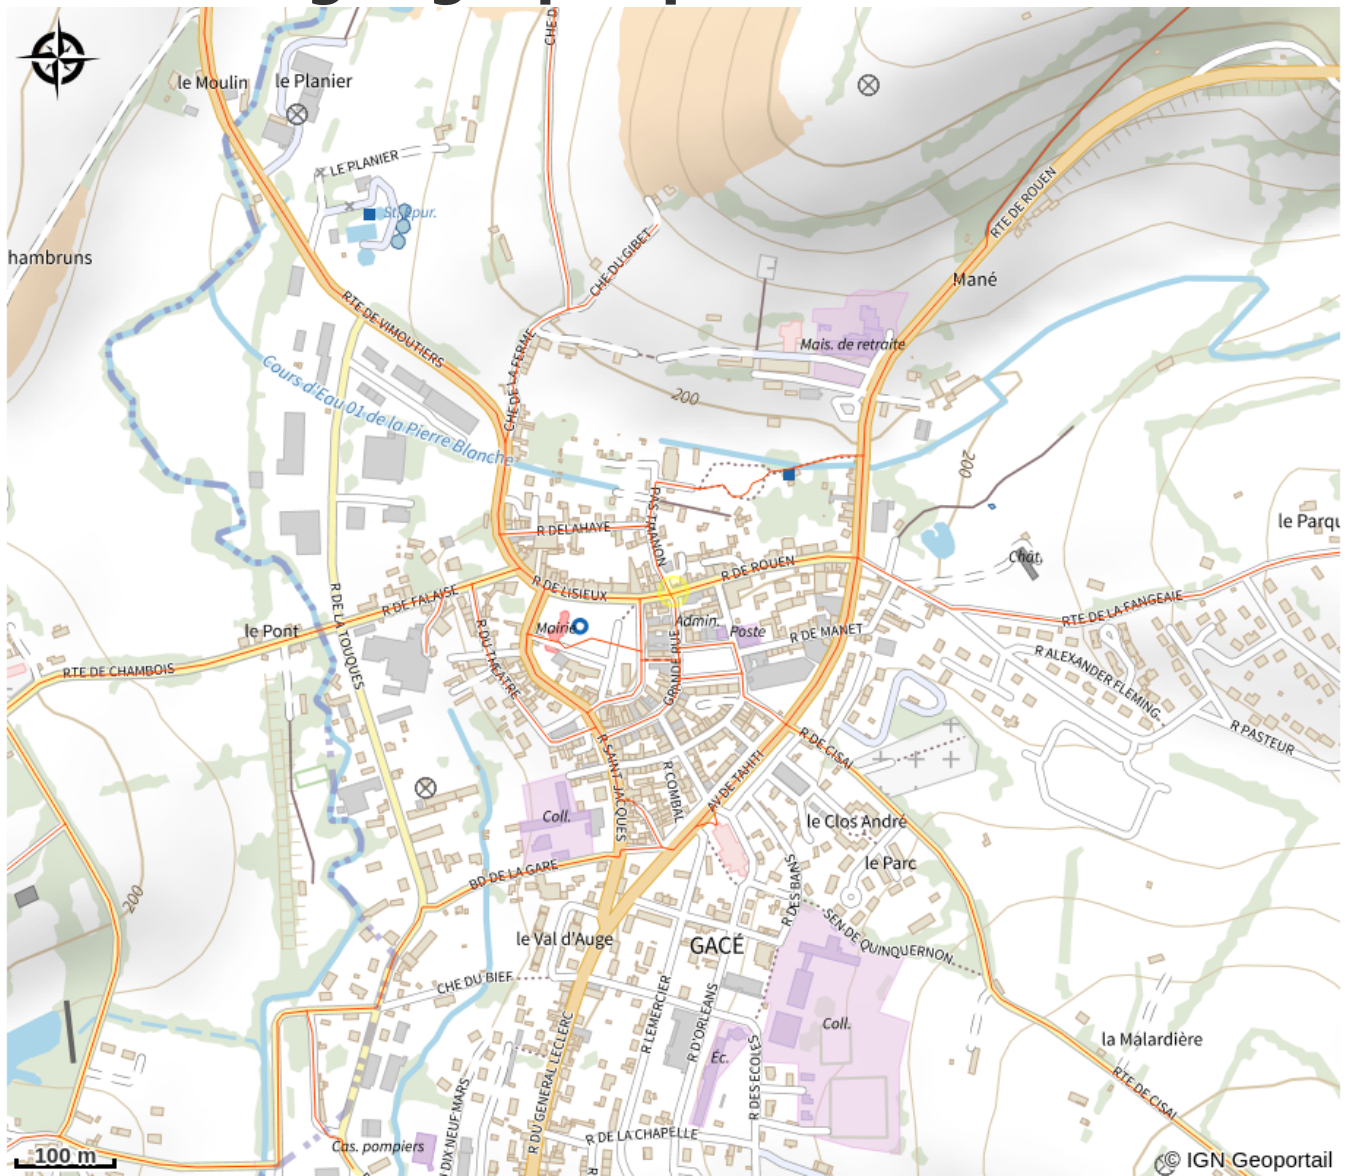 CHE D
le Moulin
le Planier
LE PLANIER
St. Epur.
hambruns
CHE DU GIBET
RTE DE ROUEN
Mané
RTE DE VIMOUTIERS
CHE DE LA FERME
Mais. de retraite
Cours d'Eau 01 de la Pierre Blanche
200
200
PAS THANON
R DELAHAYE
le Parqu
Chât.
R DE ROUEN
R DE LISIEUX
R DE FALAISE
R DE LA TOUQUES
RTE DE LA FANGEAIE
le Pont
Mairie
Admin.
Poste
R DE MANET
R DU THEATRE
GRANDE RUE
RTE DE CHAMBOIS
R ALEXANDER FLEMING
R PASTEUR
R DE CISAI
R SAINT JACQUES
R COMBAL
AV DE TAHITI
Coll.
le Clos André
le Parc
BD DE LA GARE
200
R DES BANS
SEN DE QUINQUERNON
le Val d'Auge
GACÉ
CHE DU BIEF
R LEMERCIER
R D'ORLEANS
Coll.
Éc.
la Malardière
R DU GENERAL LECLERC
R DES ECOLES
RTE DE CISAI
DIX NEUF MARS
Cas. pompiers
R DE LA CHAPELLE
R
100 m
© IGN Geoportail